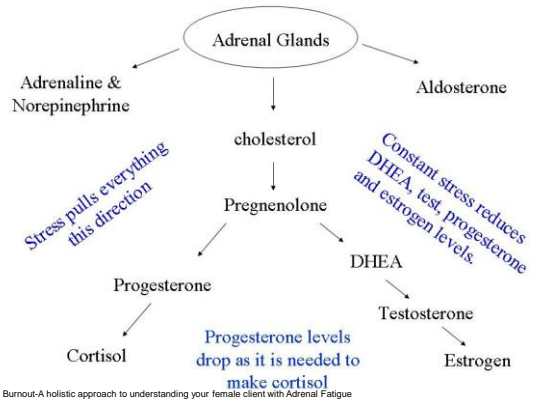 Adrenal Glands
Adrenaline &
Norepinephrine
Aldosterone
cholesterol
Stress pulls everything
this direction
Constant stress reduces
DHEA, test, progesterone
and estrogen levels.
Pregnenolone
DHEA
Progesterone
Testosterone
Cortisol
Progesterone levels
drop as it is needed to
make cortisol
Estrogen
Burnout-A holistic approach to understanding your female client with Adrenal Fatigue